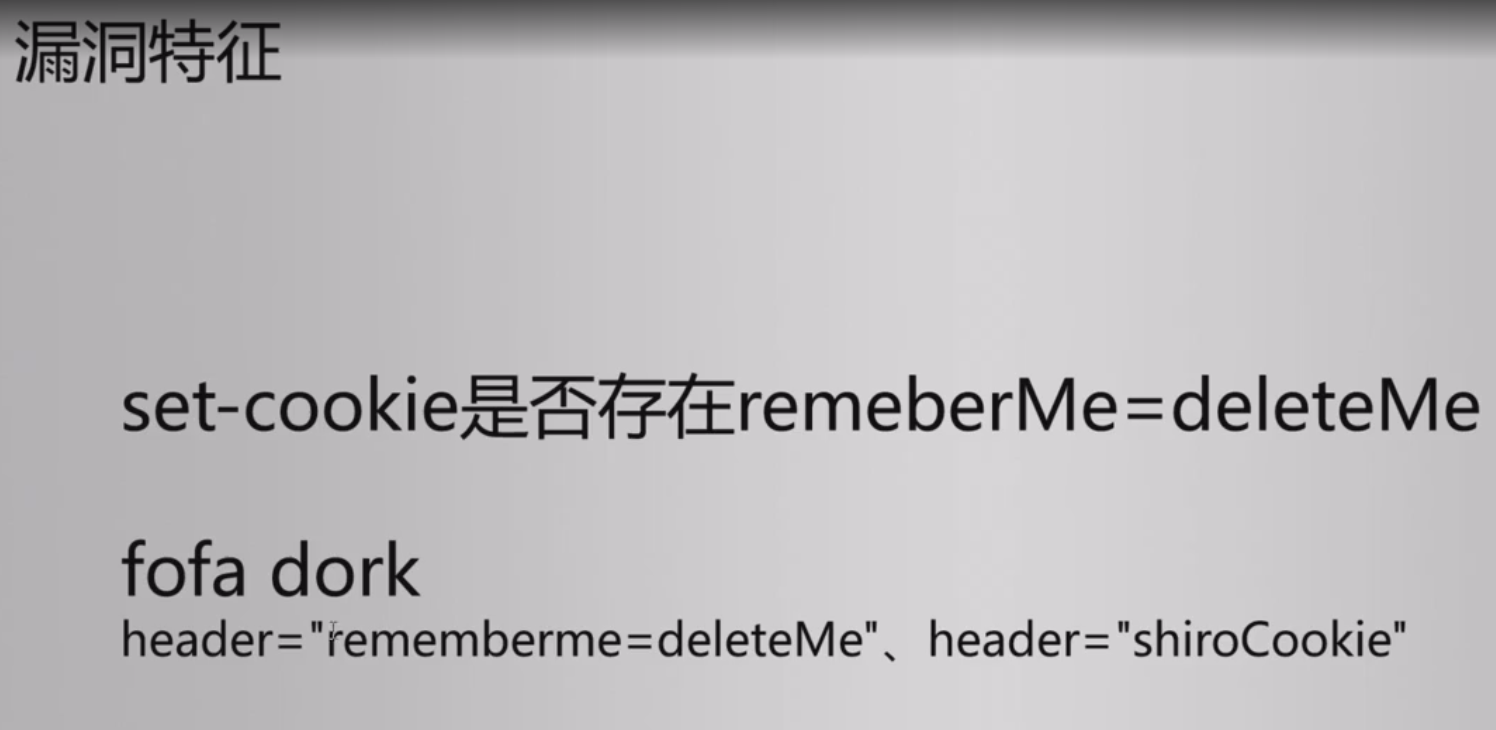 漏洞特征
set-cookie是否存在remeberMe=deleteMe
fofa dork
header="rememberme=deleteMe"、header="shiroCookie"